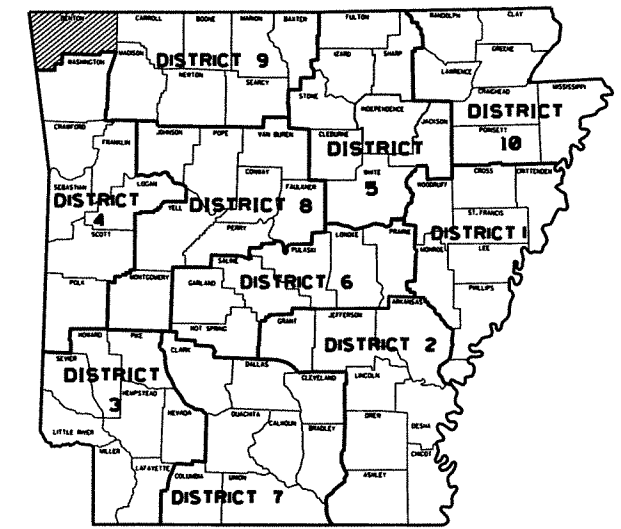 BENTON CARROLL BOONE MARION BAXTER FULTON RANDOLPH CLAY
WASHINGTON MADISON DISTRICT 9 IZARD SHARP GREENE
NEWTON SEARCY STONE LAWRENCE CRAIGHEAD MISSISSIPPI
INDEPENDENCE DISTRICT
CRAWFORD FRANKLIN JOHNSON POPE VAN BUREN CLEBURNE JACKSON POINSETT 10
DISTRICT
LOGAN CONWAY WHITE CROSS CRITTENDEN
SEBASTIAN FAULKNER 5 WOODRUFF
DISTRICT YELL DISTRICT 8 ST. FRANCIS
4 PERRY LONOKE PRAIRIE DISTRICT 1
SCOTT PULASKI MONROE LEE
SALINE
POLK MONTGOMERY GARLAND DISTRICT 6 PHILLIPS
HOT SPRING GRANT JEFFERSON ARKANSAS
HOWARD PIKE CLARK DISTRICT 2
SEVIER DALLAS
DISTRICT CLEVELAND LINCOLN
3 HEMPSTEAD
NEVADA OUACHITA CALHOUN BRADLEY DREW DESHA
LITTLE RIVER
MILLER LAFAYETTE COLUMBIA UNION ASHLEY CHICOT
DISTRICT 7